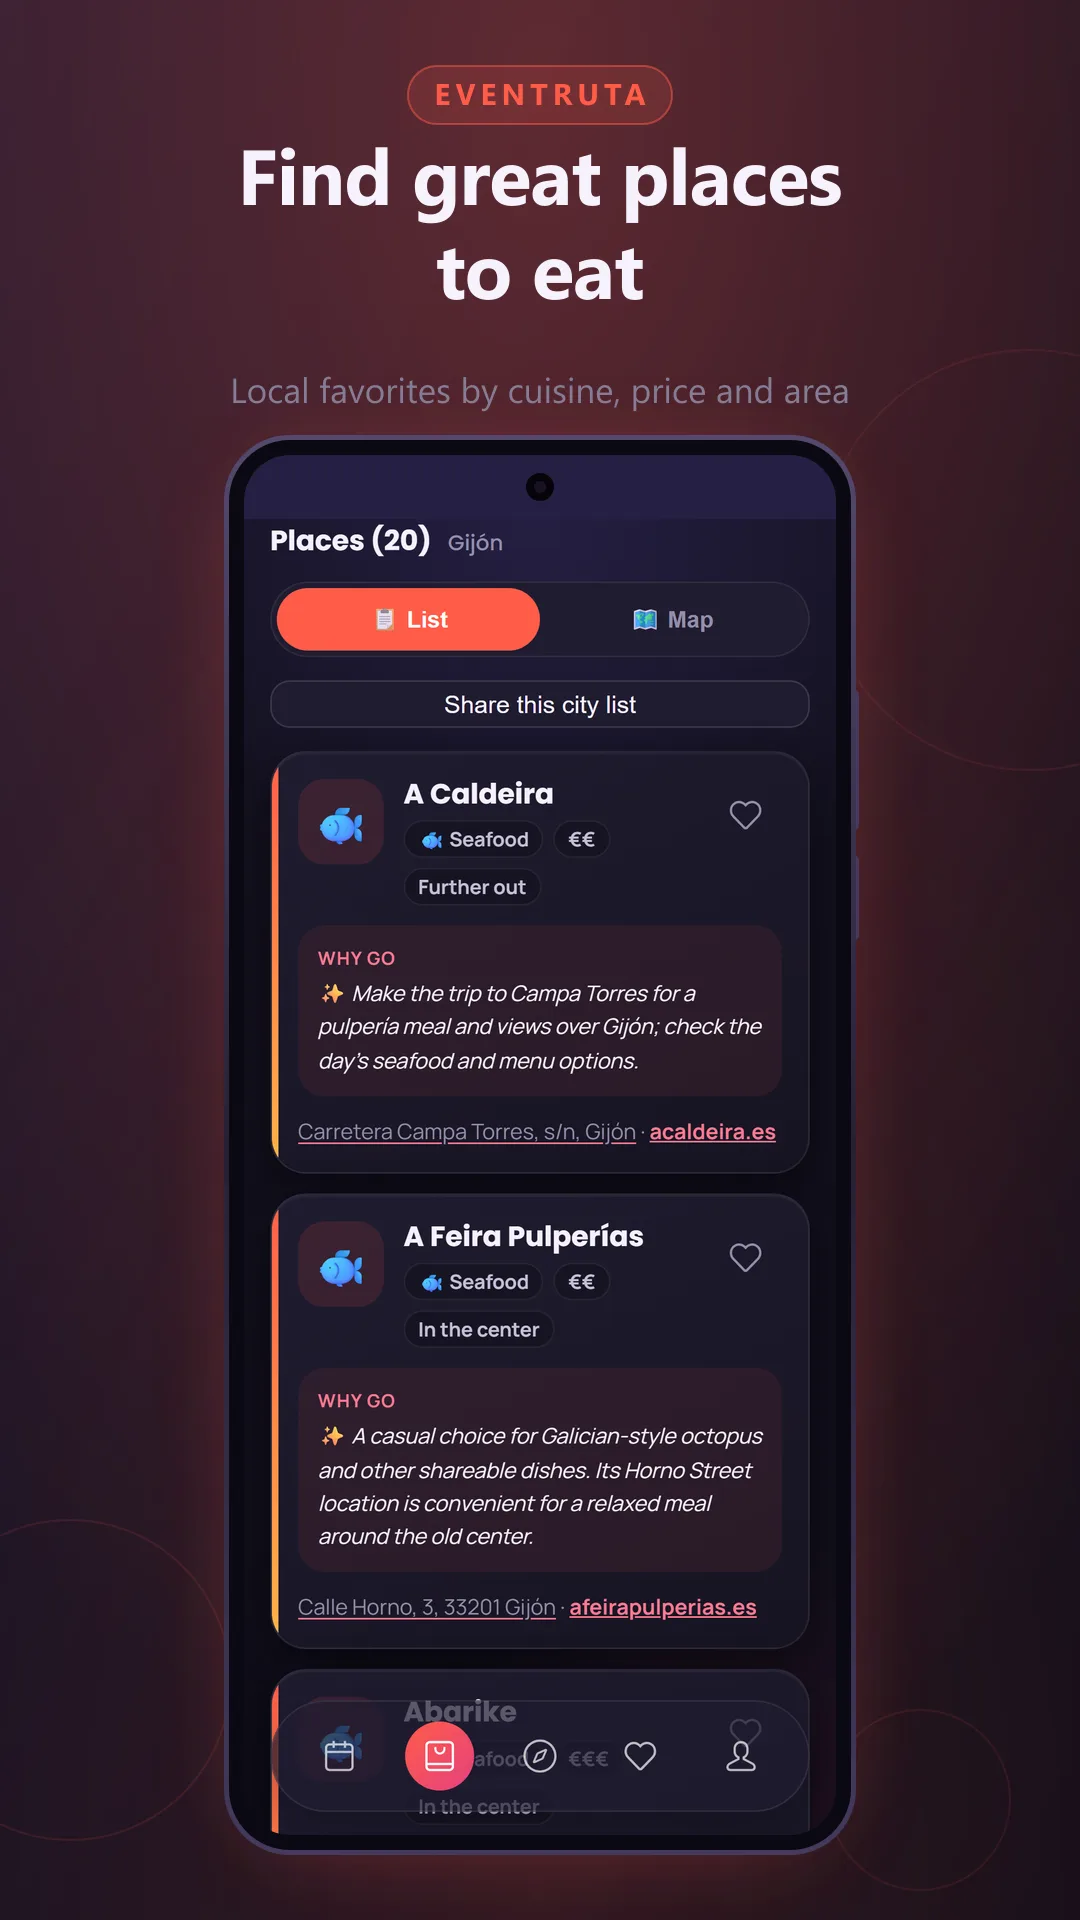 EVENTRUTA
Find great places
to eat
Local favorites by cuisine, price and area
Places (20) Gijón
List
Map
Share this city list
A Caldeira
Seafood €€
Further out
WHY GO
✨ Make the trip to Campa Torres for a
pulpería meal and views over Gijón; check the
day's seafood and menu options.
Carretera Campa Torres, s/n, Gijón · acaldeira.es
A Feira Pulperías
Seafood €€
In the center
WHY GO
✨ A casual choice for Galician-style octopus
and other shareable dishes. Its Horno Street
location is convenient for a relaxed meal
around the old center.
Calle Horno, 3, 33201 Gijón · afeirapulperias.es
Abarike
afood €€€
In the center